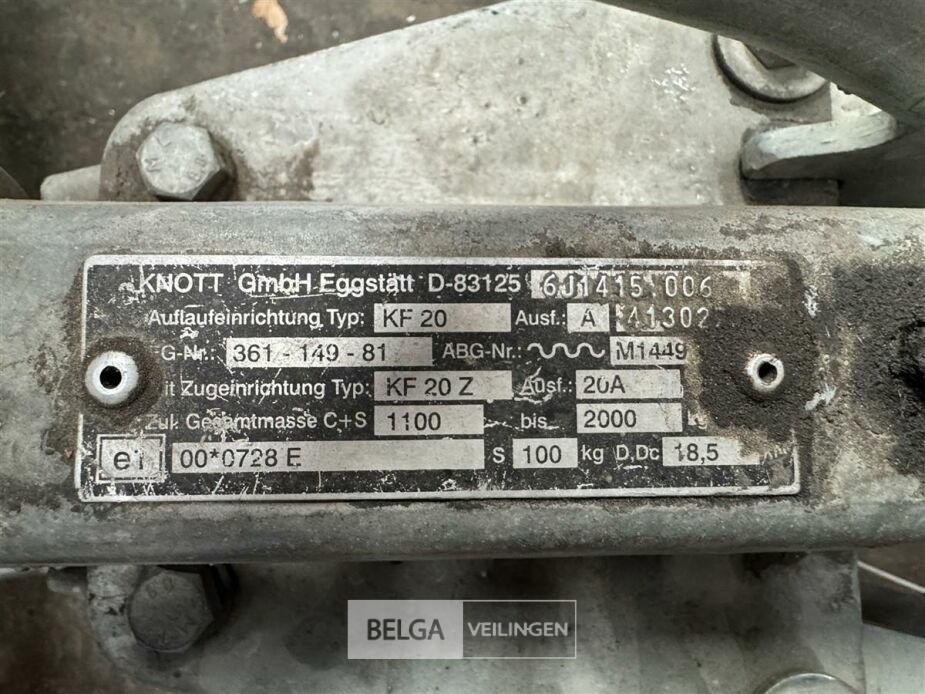 KNOTT GmbH Eggstätt D-83125 6J1415 006
Auflaufeinrichtung Typ: KF 20 Ausf.: A 41302
G-Nr.: 361 - 149 - 81 ABG-Nr.: M1449
Zugeinrichtung Typ: KF 20 Z Ausf.: 20A
Zul. Gesamtmasse C+S 1100 bis 2000
e1 00*0728 E S 100 kg D,Dc 18,5
BELGA VEILINGEN